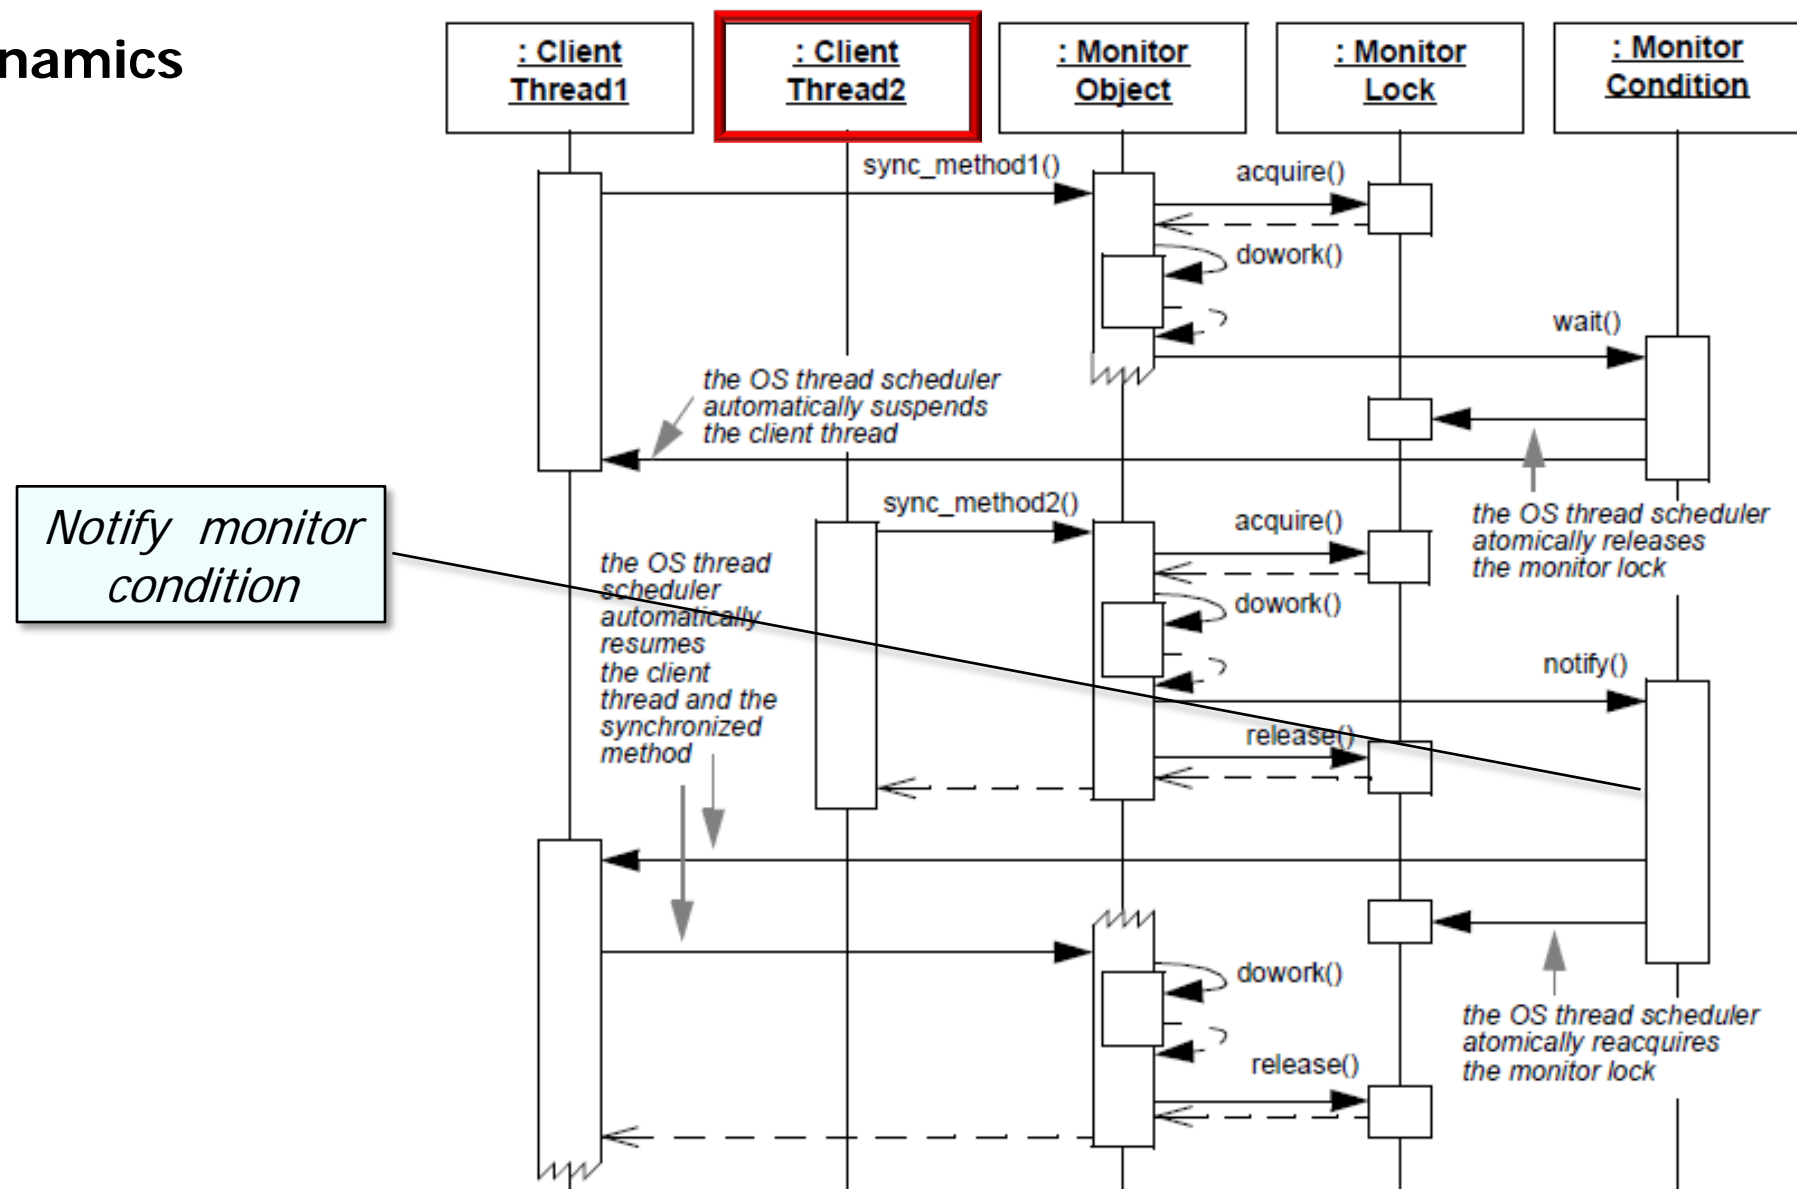 namics
: Client
Thread1
: Client
Thread2
: Monitor
Object
: Monitor
Lock
: Monitor
Condition
sync_method1()
acquire()
dowork()
wait()
the OS thread scheduler
automatically suspends
the client thread
the OS thread scheduler
atomically releases
the monitor lock
Notify monitor
condition
sync_method2()
acquire()
the OS thread
scheduler
automatically
resumes
the client
thread and the
synchronized
method
dowork()
notify()
release()
dowork()
the OS thread scheduler
atomically reacquires
the monitor lock
release()